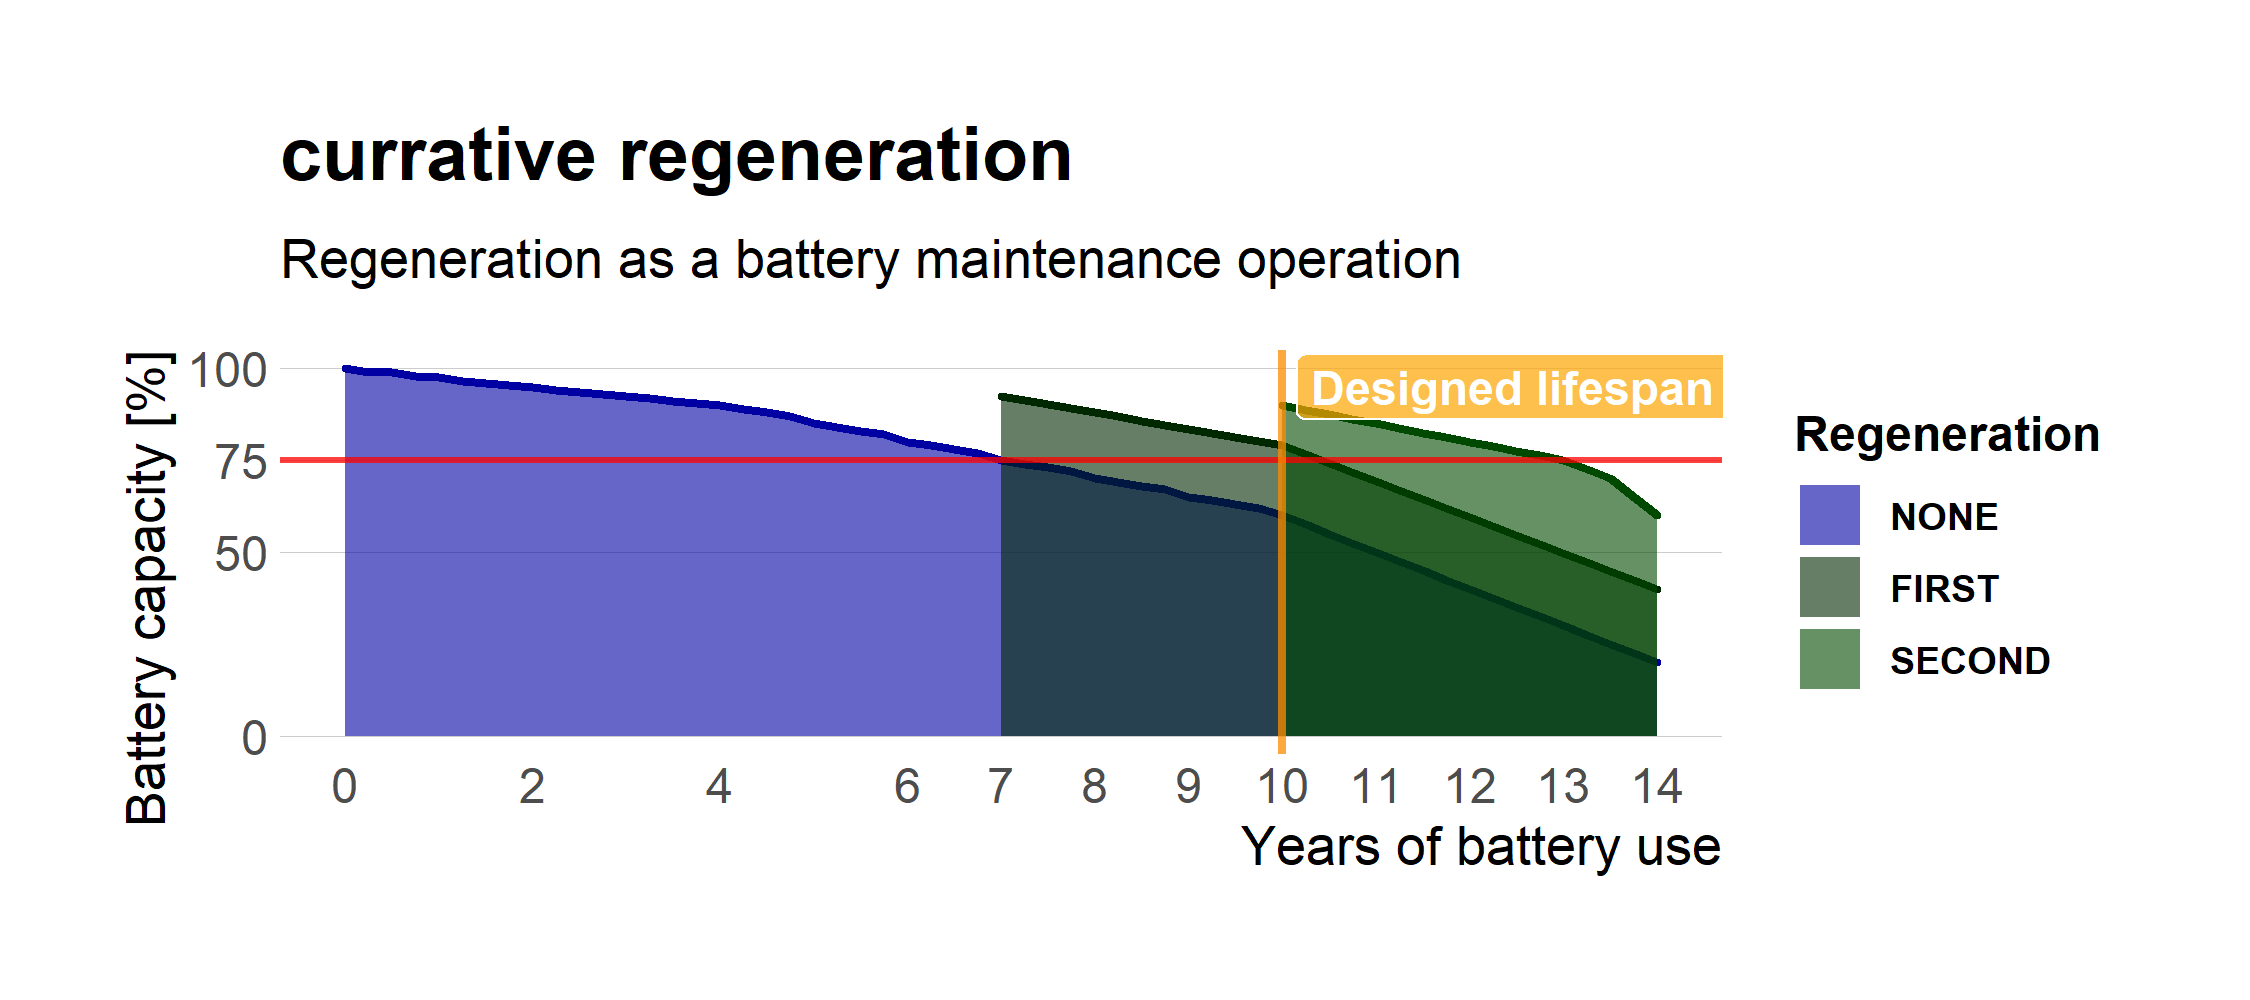 currative regeneration
Regeneration as a battery maintenance operation
Battery capacity [%]
100
75
50
0
Designed lifespan
0 2 4 6 7 8 9 10 11 12 13 14
Years of battery use
Regeneration
NONE
FIRST
SECOND